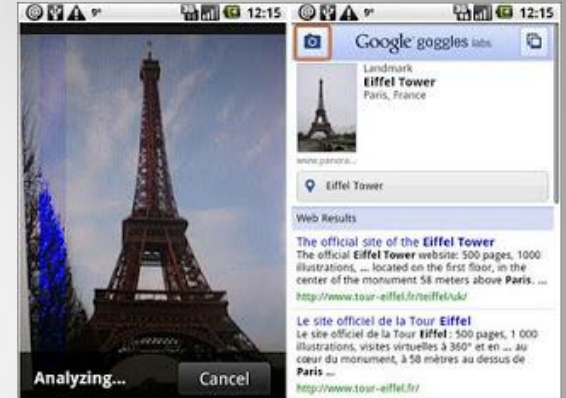 9° 3G 12:15
Analyzing...
Cancel
9° 3G 12:15
Google goggles labs
Landmark
Eiffel Tower
Paris, France
www.panora...
Eiffel Tower
Web Results
The official site of the Eiffel Tower
The official Eiffel Tower website: 500 pages, 1000
illustrations, ... located on the first floor, in the
center of the monument 58 meters above Paris. ...
http://www.tour-eiffel.fr/teiffel/uk/
Le site officiel de la Tour Eiffel
Le site officiel de la Tour Eiffel : 500 pages, 1 000
illustrations, visites virtuelles à 360° et en ... au
cœur du monument, à 58 mètres au dessus de
Paris ...
http://www.tour-eiffel.fr/